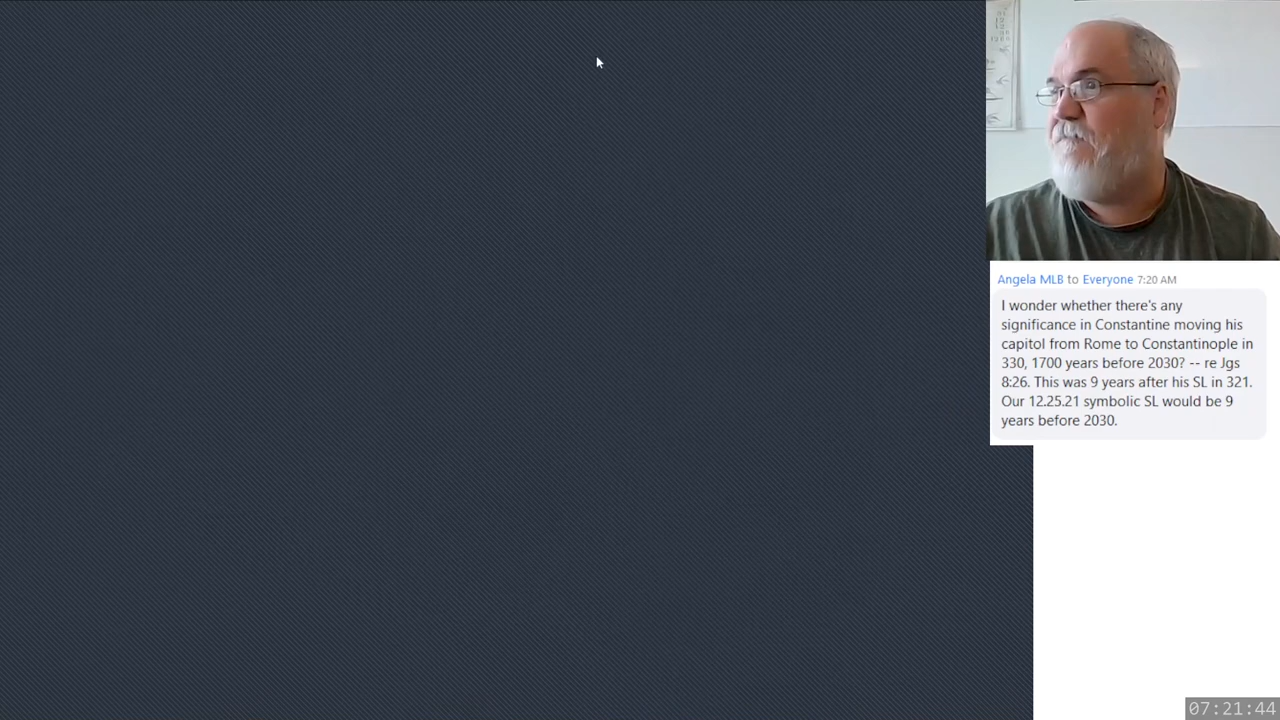 Angela MLB to Everyone 7:20 AM
I wonder whether there's any
significance in Constantine moving his
capitol from Rome to Constantinople in
330, 1700 years before 2030? -- re Jgs
8:26. This was 9 years after his SL in 321.
Our 12.25.21 symbolic SL would be 9
years before 2030.
07:21:44